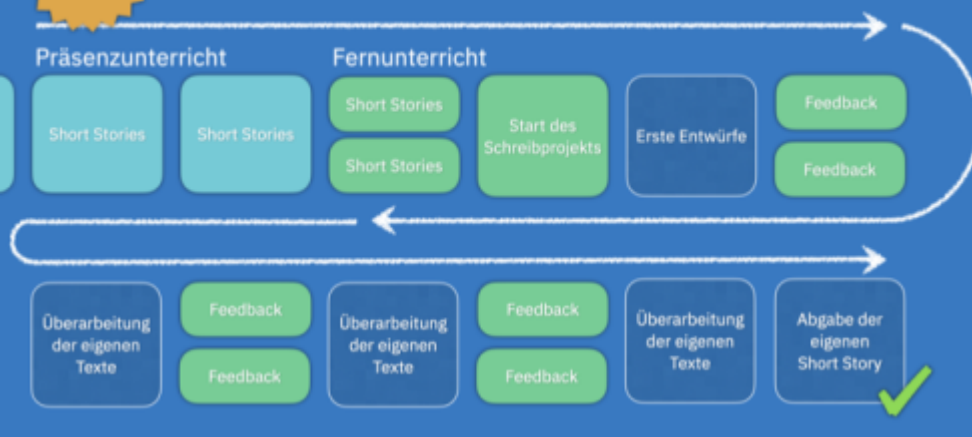 Präsenzunterricht
Fernunterricht
Short Stories
Short Stories
Short Stories
Short Stories
Start des
Schreibprojekts
Erste Entwürfe
Feedback
Feedback
Überarbeitung
der eigenen
Texte
Feedback
Feedback
Überarbeitung
der eigenen
Texte
Feedback
Feedback
Überarbeitung
der eigenen
Texte
Abgabe der
eigenen
Short Story